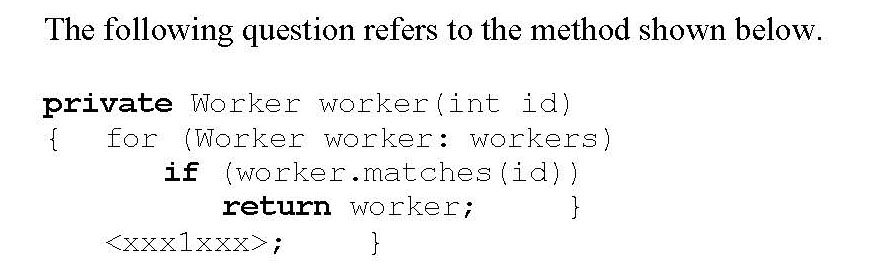 The following question refers to the method shown below.
private Worker worker(int id)
{ for (Worker worker: workers)
if (worker.matches(id))
return worker; }
<xxx1xxx>; }